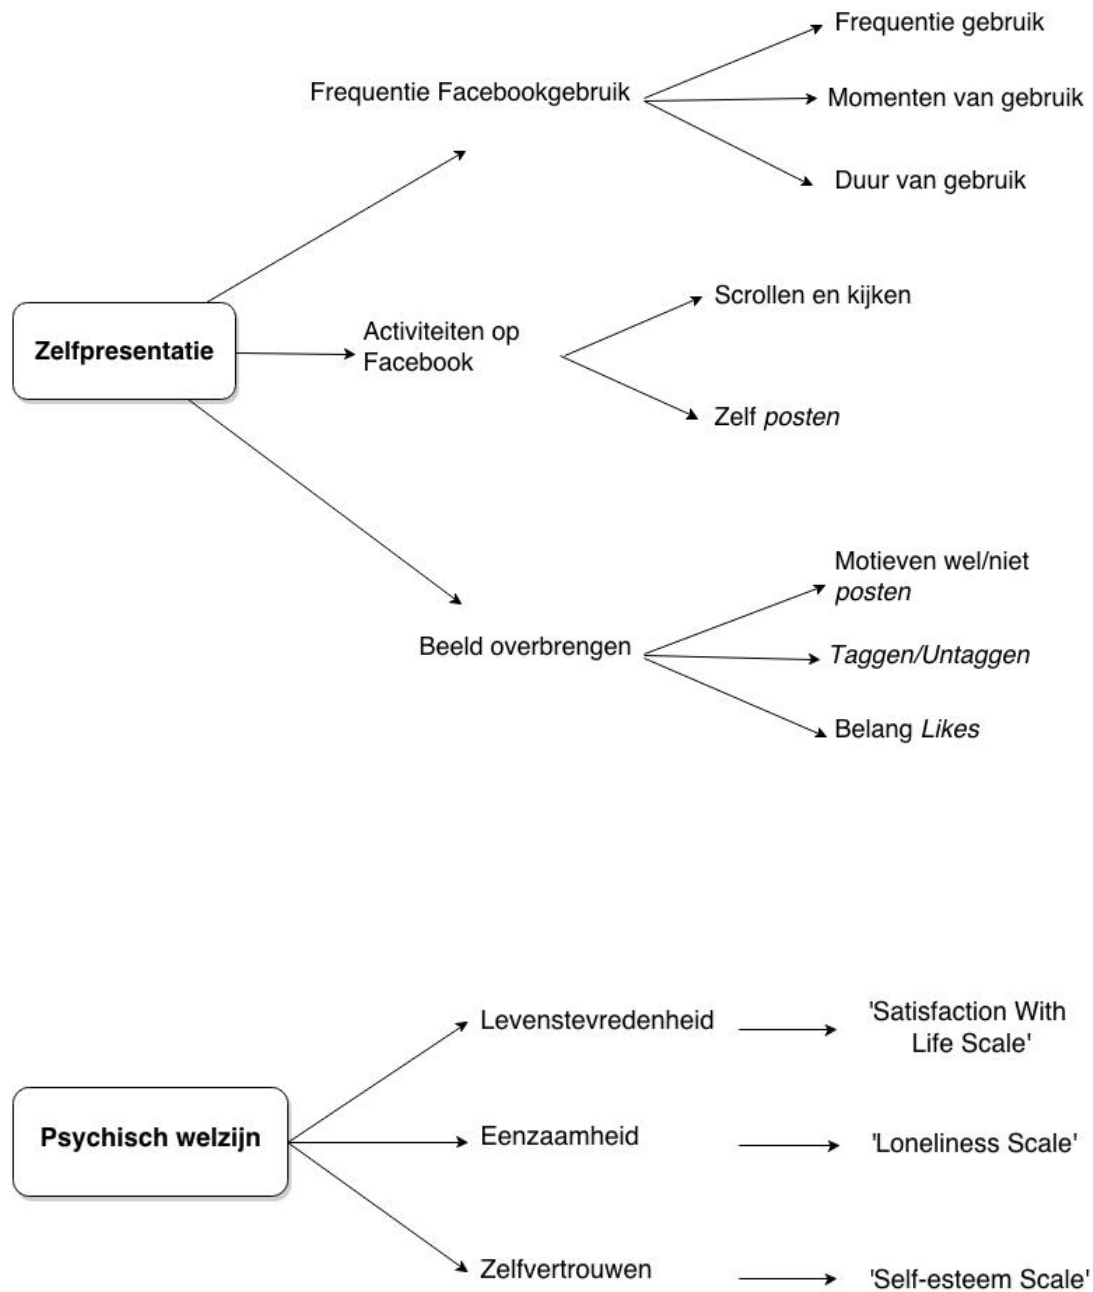 Frequentie gebruik
Frequentie Facebookgebruik
Momenten van gebruik
Duur van gebruik
Scrollen en kijken
Zelfpresentatie
Activiteiten op
Facebook
Zelf posten
Motieven wel/niet
posten
Beeld overbrengen
Taggen/Untaggen
Belang Likes
Levenstevredenheid
'Satisfaction With
Life Scale'
Psychisch welzijn
Eenzaamheid
'Loneliness Scale'
Zelfvertrouwen
'Self-esteem Scale'